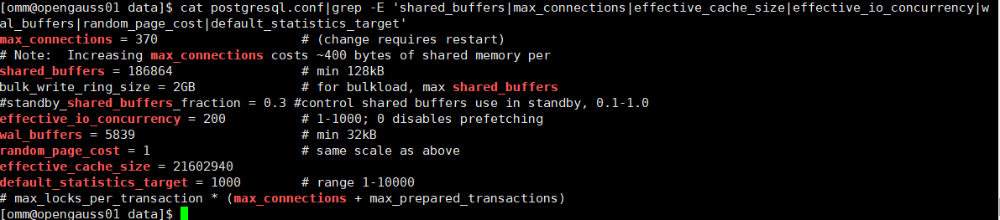 [omm@opengauss01 data]$ cat postgresql.conf|grep -E 'shared_buffers|max_connections|effective_cache_size|effective_io_concurrency|w
al_buffers|random_page_cost|default_statistics_target'
max_connections = 370                   # (change requires restart)
# Note:  Increasing max_connections costs ~400 bytes of shared memory per
shared_buffers = 186864                 # min 128kB
bulk_write_ring_size = 2GB              # for bulkload, max shared_buffers
#standby_shared_buffers_fraction = 0.3 #control shared buffers use in standby, 0.1-1.0
effective_io_concurrency = 200          # 1-1000; 0 disables prefetching
wal_buffers = 5839                      # min 32kB
random_page_cost = 1                    # same scale as above
effective_cache_size = 21602940
default_statistics_target = 1000        # range 1-10000
# max_locks_per_transaction * (max_connections + max_prepared_transactions)
[omm@opengauss01 data]$